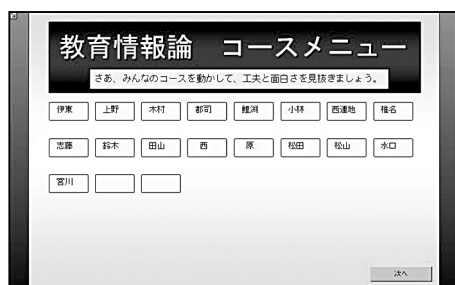 教育情報論　コースメニュー
さあ、みんなのコースを動かして、工夫と面白さを見抜きましょう。
伊東 上野 木村 都司 鯉渕 小林 西連地 椎名
志藤 鈴木 田山 西 原 松田 松山 水口
宮川
次へ